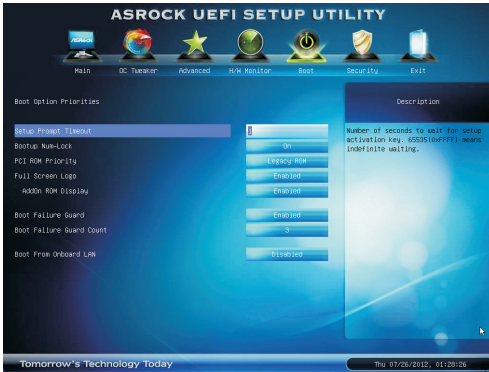 ASROCK UEFI SETUP UTILITY
ASRock
Main OC Tweaker Advanced H/W Monitor Boot Security Exit
Boot Option Priorities
Description
Setup Prompt Timeout 1
Number of seconds to wait for setup
activation key. 65535(0xFFFF) means
indefinite waiting.
Bootup Num-Lock On
PCI ROM Priority Legacy ROM
Full Screen Logo Enabled
AddOn ROM Display Enabled
Boot Failure Guard Enabled
Boot Failure Guard Count 3
Boot From Onboard LAN Disabled
Tomorrow's Technology Today
Thu 07/26/2012, 01:28:26